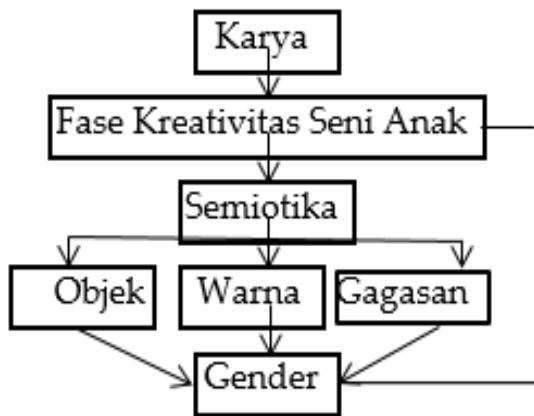 Karya
Fase Kreativitas Seni Anak
Semiotika
Objek
Warna
Gagasan
Gender